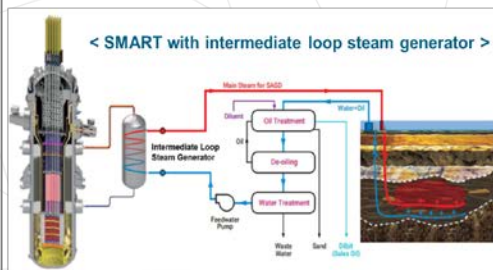 < SMART with intermediate loop steam generator >
Main Steam for SAGD
Water+Oil
Diluent
Oil Treatment
Oil
Intermediate Loop
Steam Generator
De-oiling
Water Treatment
Feedwater
Pump
Waste
Water
Sand
Dilbit
(Sales Oil)